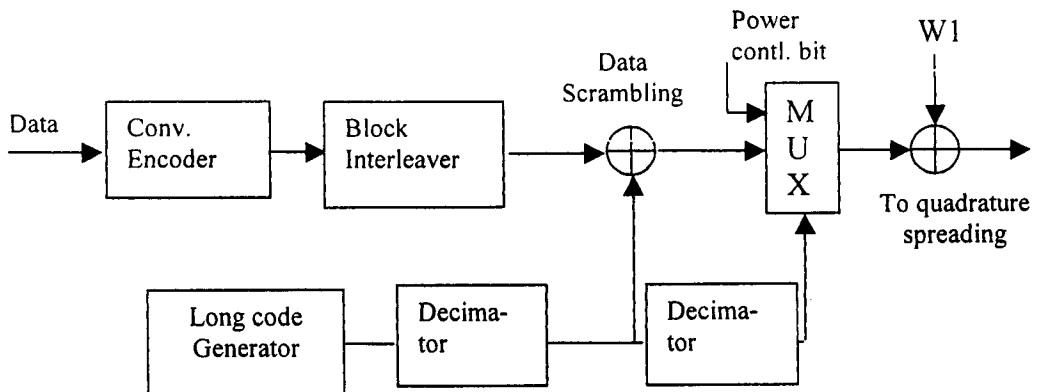 Data
Conv.
Encoder
Block
Interleaver
Data
Scrambling
Power
contl. bit
M
U
X
W1
To quadrature
spreading
Long code
Generator
Decima-
tor
Decima-
tor